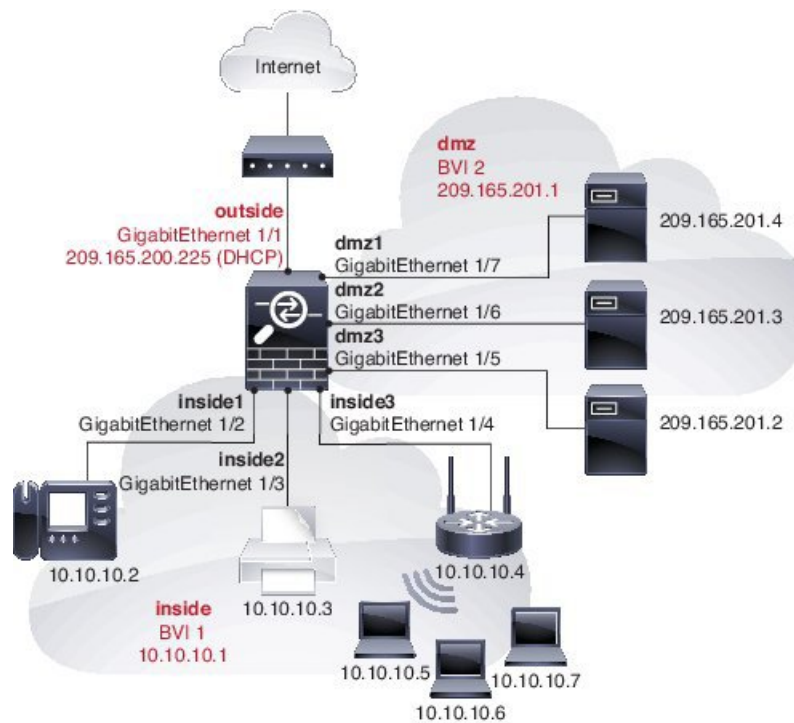 Internet
outside
GigabitEthernet 1/1
209.165.200.225 (DHCP)
dmz
BVI 2
209.165.201.1
dmz1
GigabitEthernet 1/7
209.165.201.4
dmz2
GigabitEthernet 1/6
209.165.201.3
dmz3
GigabitEthernet 1/5
209.165.201.2
inside1
GigabitEthernet 1/2
inside2
GigabitEthernet 1/3
inside3
GigabitEthernet 1/4
10.10.10.2
10.10.10.3
10.10.10.4
inside
BVI 1
10.10.10.1
10.10.10.5
10.10.10.6
10.10.10.7